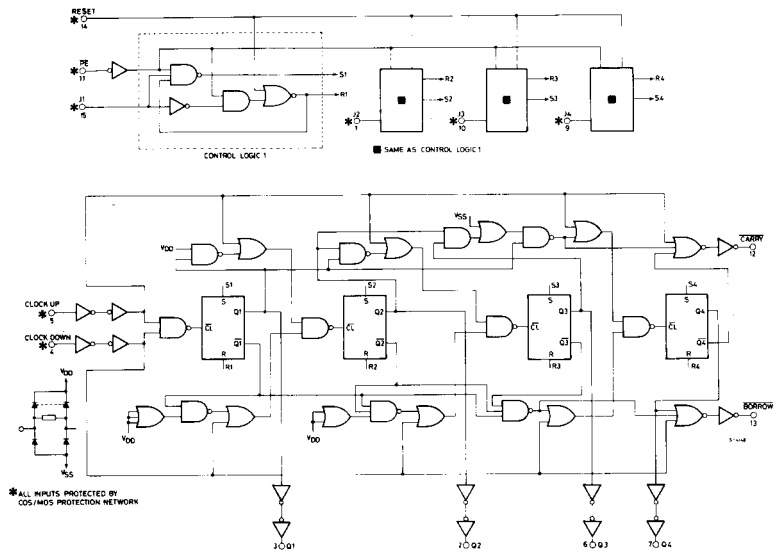 RESET
* 14
PE
* 11
J1
* 15
S1
R1
CONTROL LOGIC 1
R2
S2
* J2
1
R3
S3
* J3
10
R4
S4
* J4
9
■ SAME AS CONTROL LOGIC 1
VDD
VSS
CARRY
12
CLOCK UP
* 5
CLOCK DOWN
* 4
S1
S
Q1
CL
Q1
R
R1
S2
S
Q2
CL
Q2
R
R2
S3
S
Q3
CL
Q3
R
R3
S4
S
Q4
CL
Q4
R
R4
VDD
VSS
VDD
VDD
BORROW
13
* ALL INPUTS PROTECTED BY
COS/MOS PROTECTION NETWORK
3 Q1
2 Q2
6 Q3
7 Q4